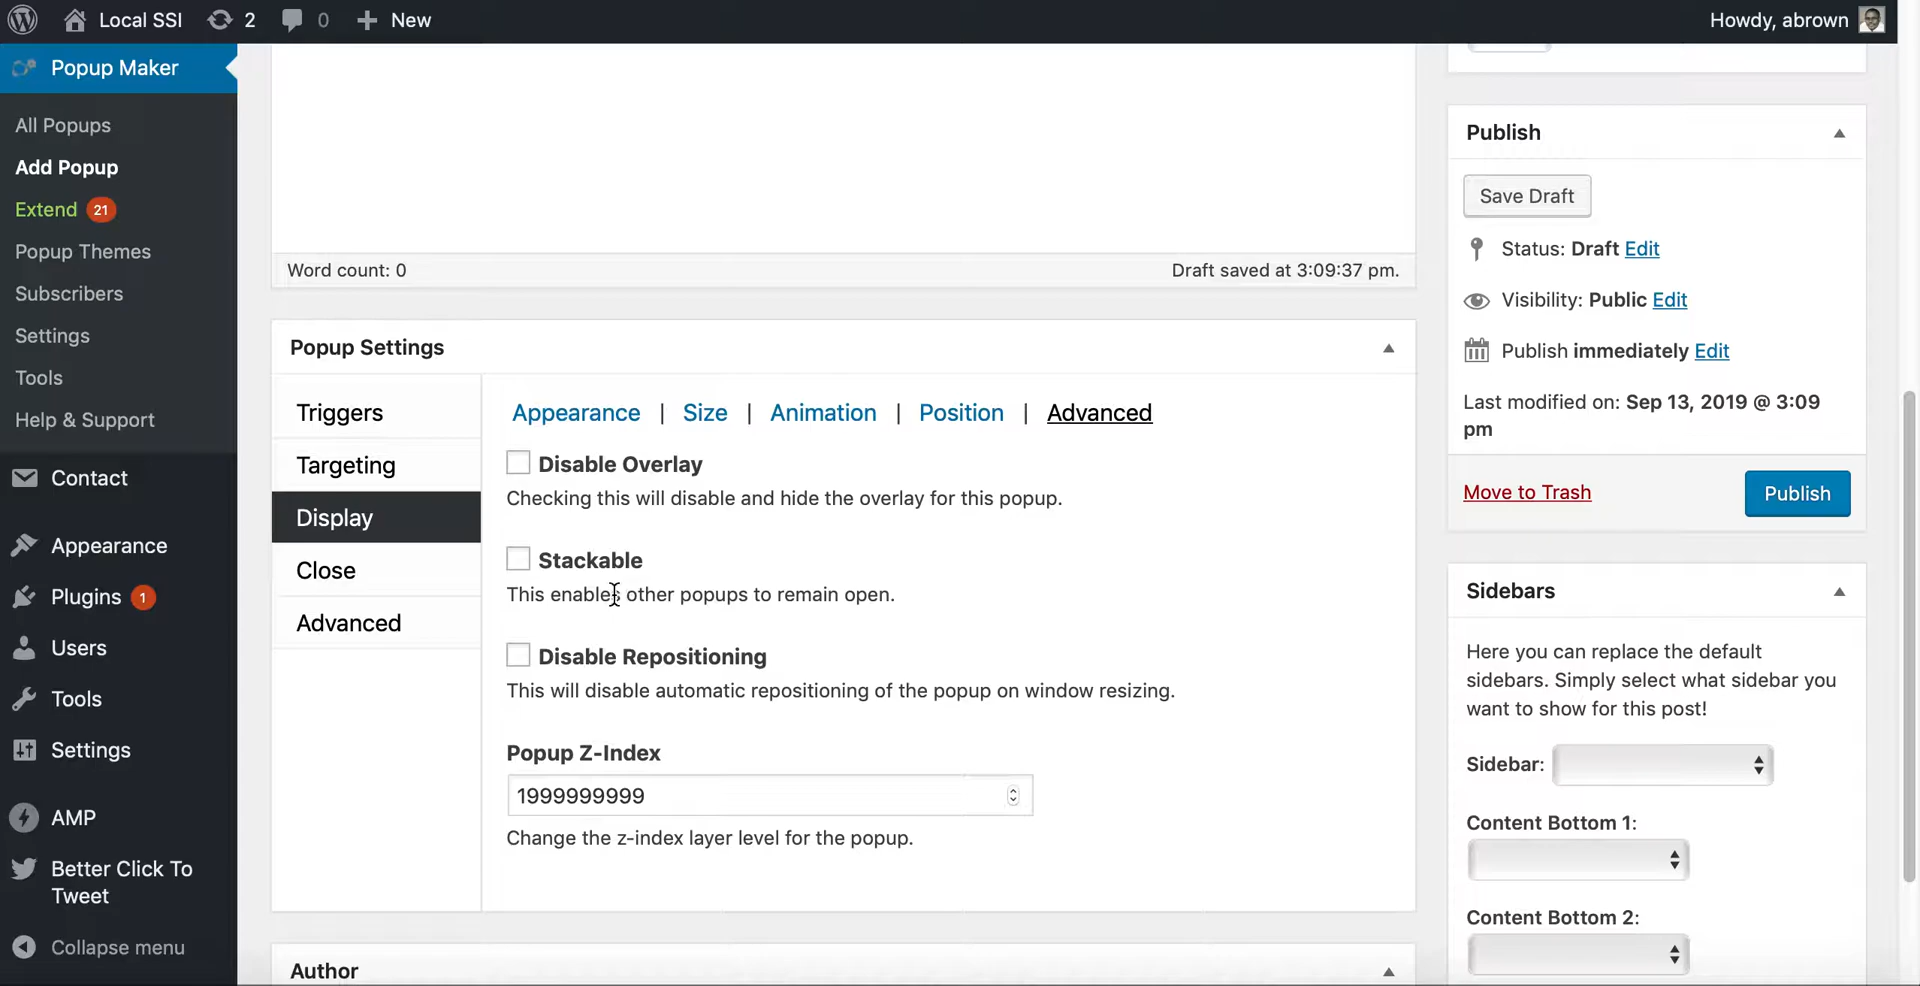 Local SSI 2 0 New Howdy, abrown
Popup Maker
All Popups
Add Popup
Extend 21
Popup Themes
Subscribers
Settings
Tools
Help & Support
Contact
Appearance
Plugins 1
Users
Tools
Settings
AMP
Better Click To
Tweet
Collapse menu
Word count: 0 Draft saved at 3:09:37 pm.
Popup Settings
Triggers
Targeting
Display
Close
Advanced
Appearance | Size | Animation | Position | Advanced
Disable Overlay
Checking this will disable and hide the overlay for this popup.
Stackable
This enables other popups to remain open.
Disable Repositioning
This will disable automatic repositioning of the popup on window resizing.
Popup Z-Index
1999999999
Change the z-index layer level for the popup.
Author
Publish
Save Draft
Status: Draft Edit
Visibility: Public Edit
Publish immediately Edit
Last modified on: Sep 13, 2019 @ 3:09
pm
Move to Trash Publish
Sidebars
Here you can replace the default
sidebars. Simply select what sidebar you
want to show for this post!
Sidebar:
Content Bottom 1:
Content Bottom 2: